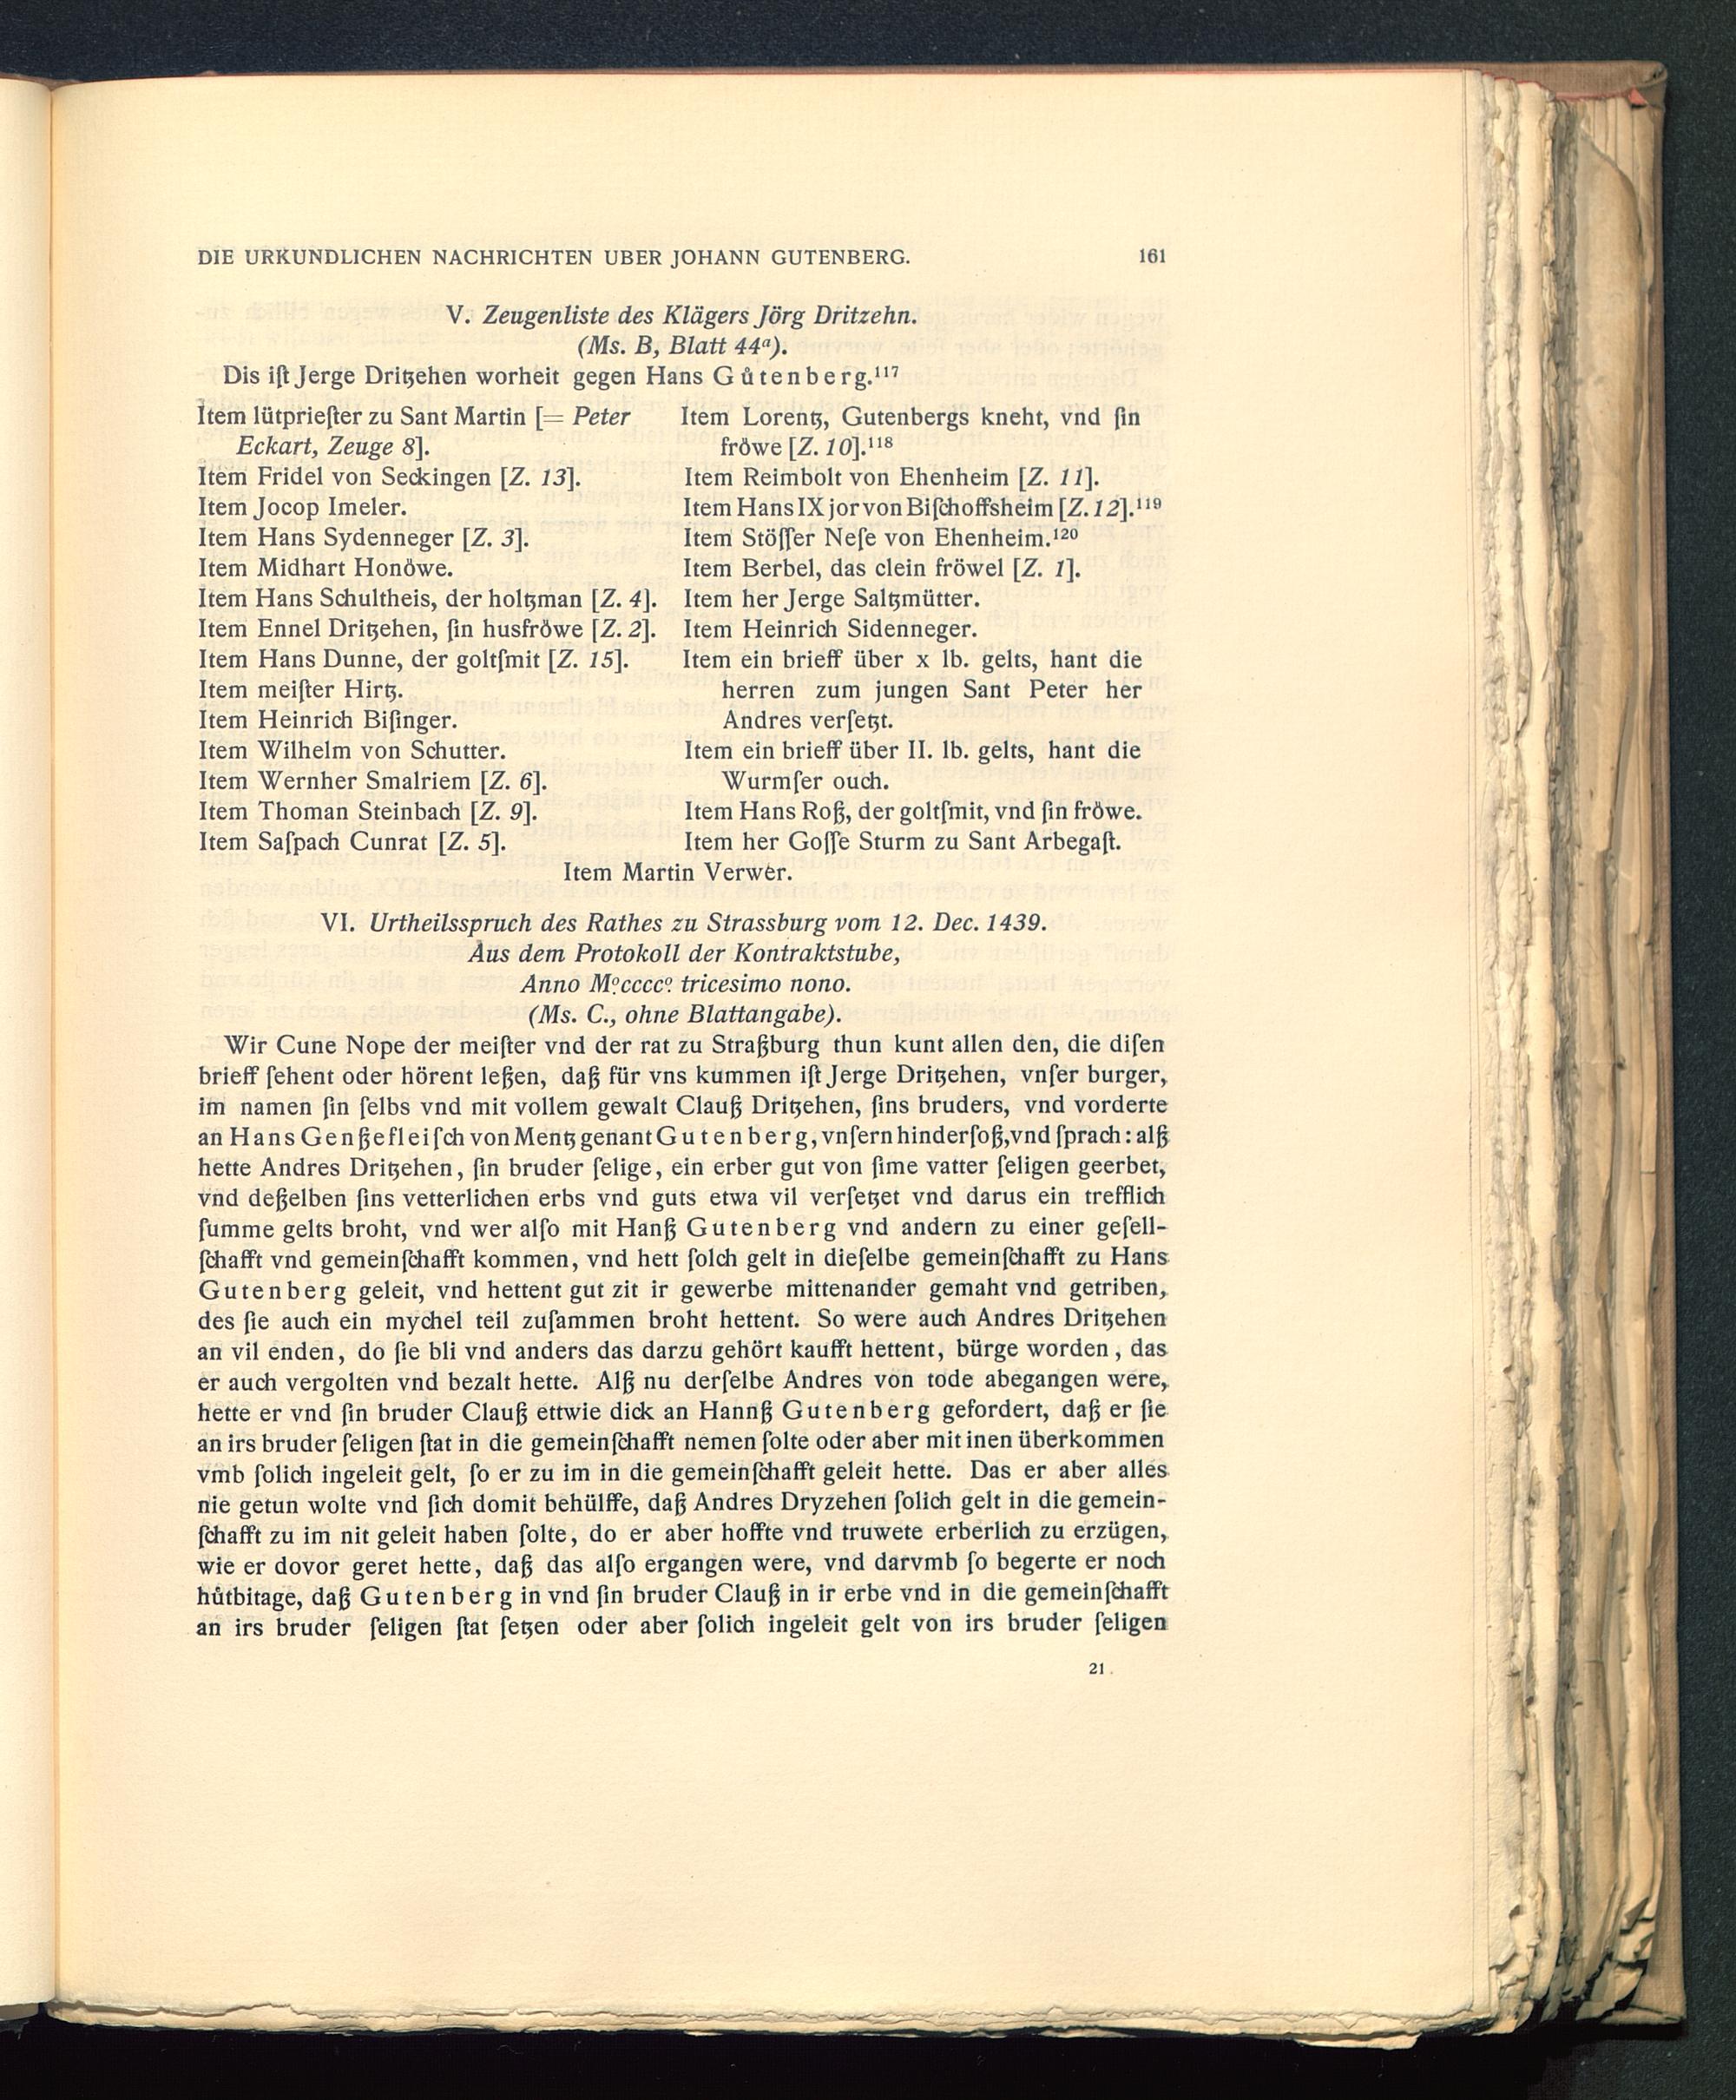 DIE URKUNDLICHEN NACHRICHTEN UBER JOHANN GUTENBERG. 161
V. Zeugenliste des Klägers Jörg Dritzehn.
(Ms. B, Blatt 44ᵃ).
Dis iſt Jerge Dritzehen worheit gegen Hans Gůtenberg.¹¹⁷
Item lütprieſter zu Sant Martin [= Peter
Eckart, Zeuge 8].
Item Fridel von Seckingen [Z. 13].
Item Jocop Imeler.
Item Hans Sydenneger [Z. 3].
Item Midhart Honöwe.
Item Hans Schultheis, der holtzman [Z. 4].
Item Ennel Dritzehen, ſin husfröwe [Z. 2].
Item Hans Dunne, der goltſmit [Z. 15].
Item meiſter Hirtz.
Item Heinrich Biſinger.
Item Wilhelm von Schutter.
Item Wernher Smalriem [Z. 6].
Item Thoman Steinbach [Z. 9].
Item Saſpach Cunrat [Z. 5].
Item Lorentz, Gutenbergs kneht, vnd ſin
fröwe [Z. 10].¹¹⁸
Item Reimbolt von Ehenheim [Z. 11].
Item Hans IX jor von Biſchoffsheim [Z. 12].¹¹⁹
Item Stöſſer Neſe von Ehenheim.¹²⁰
Item Berbel, das clein fröwel [Z. 1].
Item her Jerge Saltzmütter.
Item Heinrich Sidenneger.
Item ein brieff über x lb. gelts, hant die
herren zum jungen Sant Peter her
Andres verſetzt.
Item ein brieff über II. lb. gelts, hant die
Wurmſer ouch.
Item Hans Roß, der goltſmit, vnd ſin fröwe.
Item her Goſſe Sturm zu Sant Arbegaſt.
Item Martin Verwer.
VI. Urtheilsspruch des Rathes zu Strassburg vom 12. Dec. 1439.
Aus dem Protokoll der Kontraktstube,
Anno Mº.ccccº. tricesimo nono.
(Ms. C., ohne Blattangabe).
Wir Cune Nope der meiſter vnd der rat zu Straßburg thun kunt allen den, die diſen
brieff ſehent oder hörent leßen, daß für vns kummen iſt Jerge Dritzehen, vnſer burger,
im namen ſin ſelbs vnd mit vollem gewalt Clauß Dritzehen, ſins bruders, vnd vorderte
an Hans Genßefleiſch von Mentz genant Gutenberg, vnſern hinderſoß, vnd ſprach: alß
hette Andres Dritzehen, ſin bruder ſelige, ein erber gut von ſime vatter ſeligen geerbet,
vnd deßelben ſins vetterlichen erbs vnd guts etwa vil verſetzet vnd darus ein trefflich
ſumme gelts broht, vnd wer alſo mit Hanß Gutenberg vnd andern zu einer geſell-
ſchafft vnd gemeinſchafft kommen, vnd hett ſolch gelt in dieſelbe gemeinſchafft zu Hans
Gutenberg geleit, vnd hettent gut zit ir gewerbe mittenander gemaht vnd getriben,
des ſie auch ein mychel teil zuſammen broht hettent. So were auch Andres Dritzehen
an vil enden, do ſie bli vnd anders das darzu gehört kaufft hettent, bürge worden, das
er auch vergolten vnd bezalt hette. Alß nu derſelbe Andres von tode abegangen were,
hette er vnd ſin bruder Clauß ettwie dick an Hannß Gutenberg gefordert, daß er ſie
an irs bruder ſeligen ſtat in die gemeinſchafft nemen ſolte oder aber mit inen überkommen
vmb ſolich ingeleit gelt, ſo er zu im in die gemeinſchafft geleit hette. Das er aber alles
nie getun wolte vnd ſich domit behülffe, daß Andres Dryzehen ſolich gelt in die gemein-
ſchafft zu im nit geleit haben ſolte, do er aber hoffte vnd truwete erberlich zu erzügen,
wie er dovor geret hette, daß das alſo ergangen were, vnd darvmb ſo begerte er noch
hůtbitage, daß Gutenberg in vnd ſin bruder Clauß in ir erbe vnd in die gemeinſchafft
an irs bruder ſeligen ſtat ſetzen oder aber ſolich ingeleit gelt von irs bruder ſeligen
21